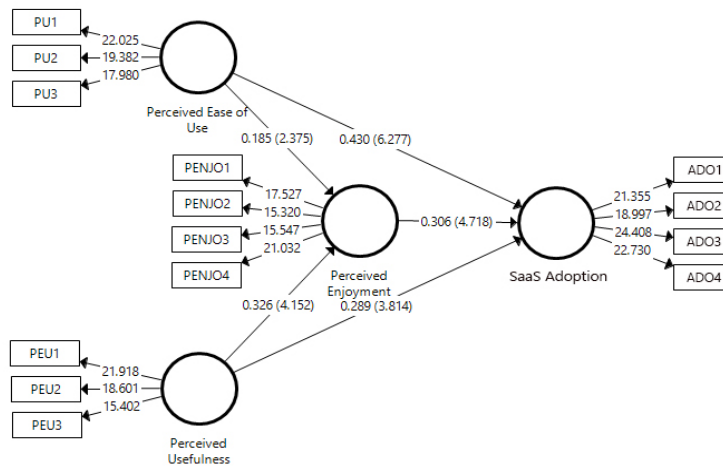 PU1
22.025
PU2
19.382
PU3
17.980
Perceived Ease of
Use
0.185 (2.375)
0.430 (6.277)
PENJO1
17.527
PENJO2
15.320
PENJO3
15.547
PENJO4
21.032
Perceived
Enjoyment
0.306 (4.718)
ADO1
21.355
ADO2
18.997
ADO3
24.408
ADO4
22.730
SaaS Adoption
0.326 (4.152)
0.289 (3.814)
PEU1
21.918
PEU2
18.601
PEU3
15.402
Perceived
Usefulness